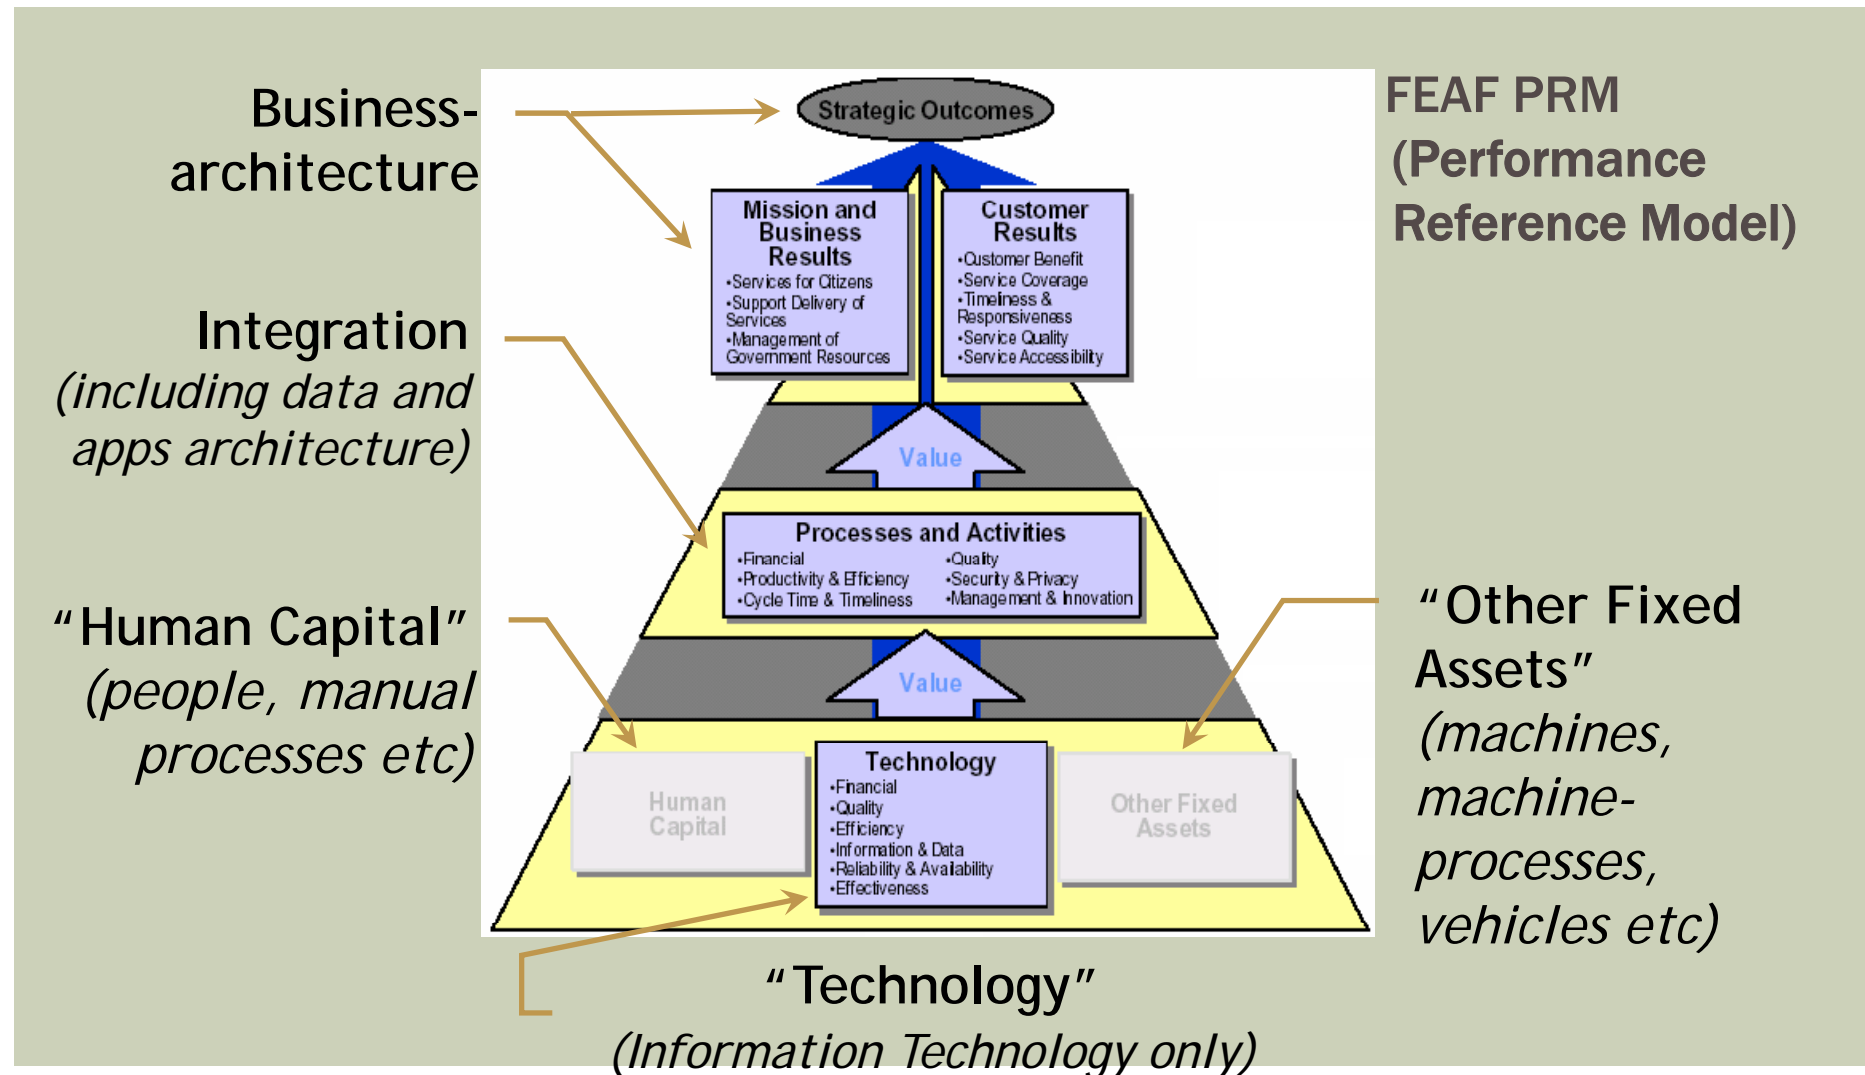 FEAF PRM
(Performance
Reference Model)
Business-
architecture
Integration
(including data and
apps architecture)
“Human Capital”
(people, manual
processes etc)
Strategic Outcomes
Mission and
Business
Results
•Services for Citizens
•Support Delivery of
Services
•Management of
Government Resources
Customer
Results
•Customer Benefit
•Service Coverage
•Timeliness &
Responsiveness
•Service Quality
•Service Accessibility
Value
Processes and Activities
•Financial
•Productivity & Efficiency
•Cycle Time & Timeliness
•Quality
•Security & Privacy
•Management & Innovation
Value
Human
Capital
Technology
•Financial
•Quality
•Efficiency
•Information & Data
•Reliability & Availability
•Effectiveness
Other Fixed
Assets
“Other Fixed
Assets”
(machines,
machine-
processes,
vehicles etc)
“Technology”
(Information Technology only)